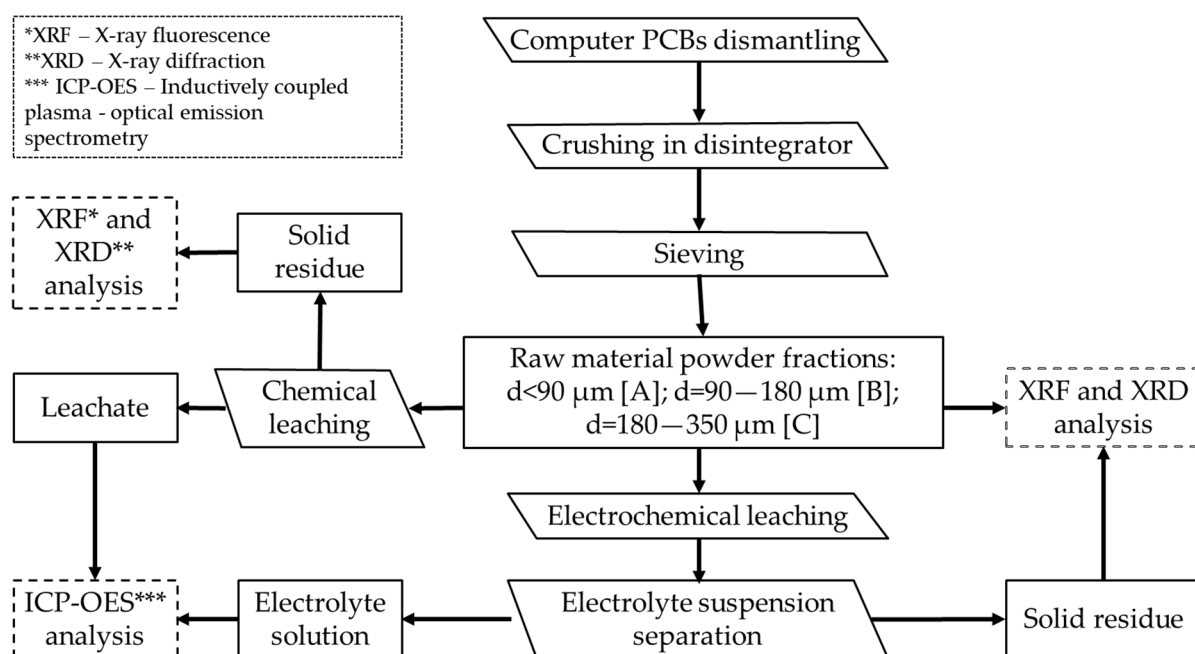 *XRF – X-ray fluorescence
**XRD – X-ray diffraction
*** ICP-OES – Inductively coupled
plasma - optical emission
spectrometry
Computer PCBs dismantling
Crushing in disintegrator
Sieving
XRF* and
XRD**
analysis
Solid
residue
Raw material powder fractions:
d<90 μm [A]; d=90—180 μm [B];
d=180—350 μm [C]
Leachate
Chemical
leaching
XRF and XRD
analysis
Electrochemical leaching
ICP-OES***
analysis
Electrolyte
solution
Electrolyte suspension
separation
Solid residue